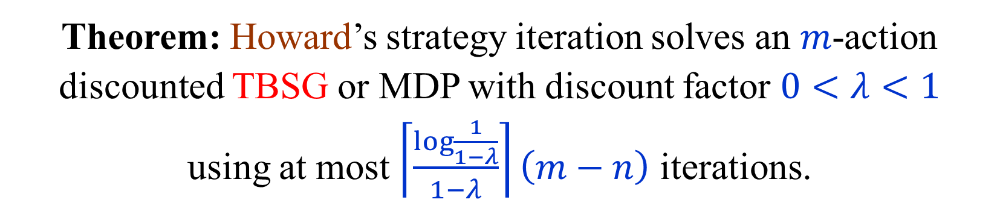 Theorem: Howard’s strategy iteration solves an m-action
discounted TBSG or MDP with discount factor 0 < λ < 1
using at most ⌈log 1/(1−λ) / (1−λ)⌉ (m − n) iterations.